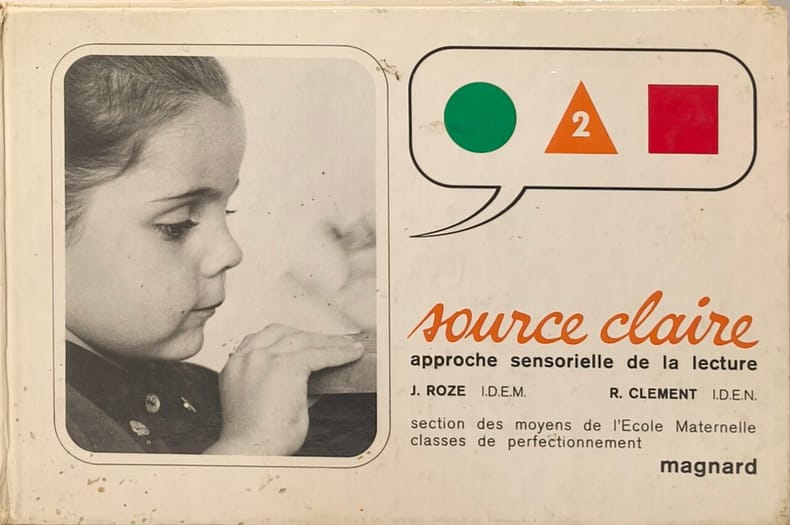 2
source claire
approche sensorielle de la lecture
J. ROZE I.D.E.M. R. CLEMENT I.D.E.N.
section des moyens de l'Ecole Maternelle
classes de perfectionnement
magnard